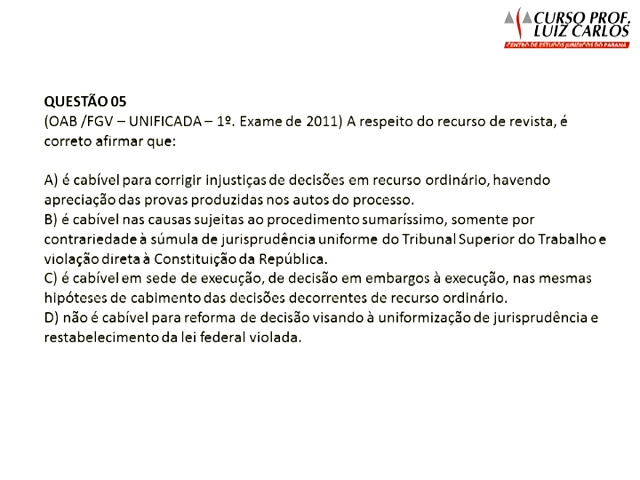 CURSO PROF.
LUIZ CARLOS
CENTRO DE ESTUDOS JURÍDICOS DO PARANÁ
QUESTÃO 05
(OAB /FGV – UNIFICADA – 1º. Exame de 2011) A respeito do recurso de revista, é
correto afirmar que:
A) é cabível para corrigir injustiças de decisões em recurso ordinário, havendo
apreciação das provas produzidas nos autos do processo.
B) é cabível nas causas sujeitas ao procedimento sumaríssimo, somente por
contrariedade à súmula de jurisprudência uniforme do Tribunal Superior do Trabalho e
violação direta à Constituição da República.
C) é cabível em sede de execução, de decisão em embargos à execução, nas mesmas
hipóteses de cabimento das decisões decorrentes de recurso ordinário.
D) não é cabível para reforma de decisão visando à uniformização de jurisprudência e
restabelecimento da lei federal violada.